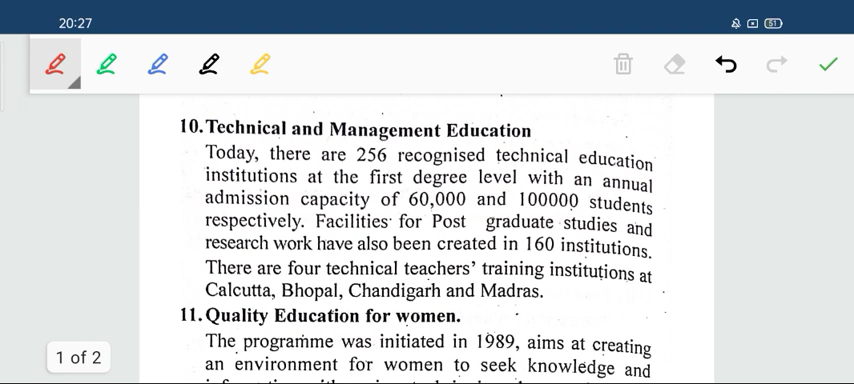 20:27
51
10. Technical and Management Education
Today, there are 256 recognised technical education
institutions at the first degree level with an annual
admission capacity of 60,000 and 100000 students
respectively. Facilities for Post graduate studies and
research work have also been created in 160 institutions.
There are four technical teachers' training institutions at
Calcutta, Bhopal, Chandigarh and Madras.
11. Quality Education for women.
The programme was initiated in 1989, aims at creating
an environment for women to seek knowledge and
1 of 2